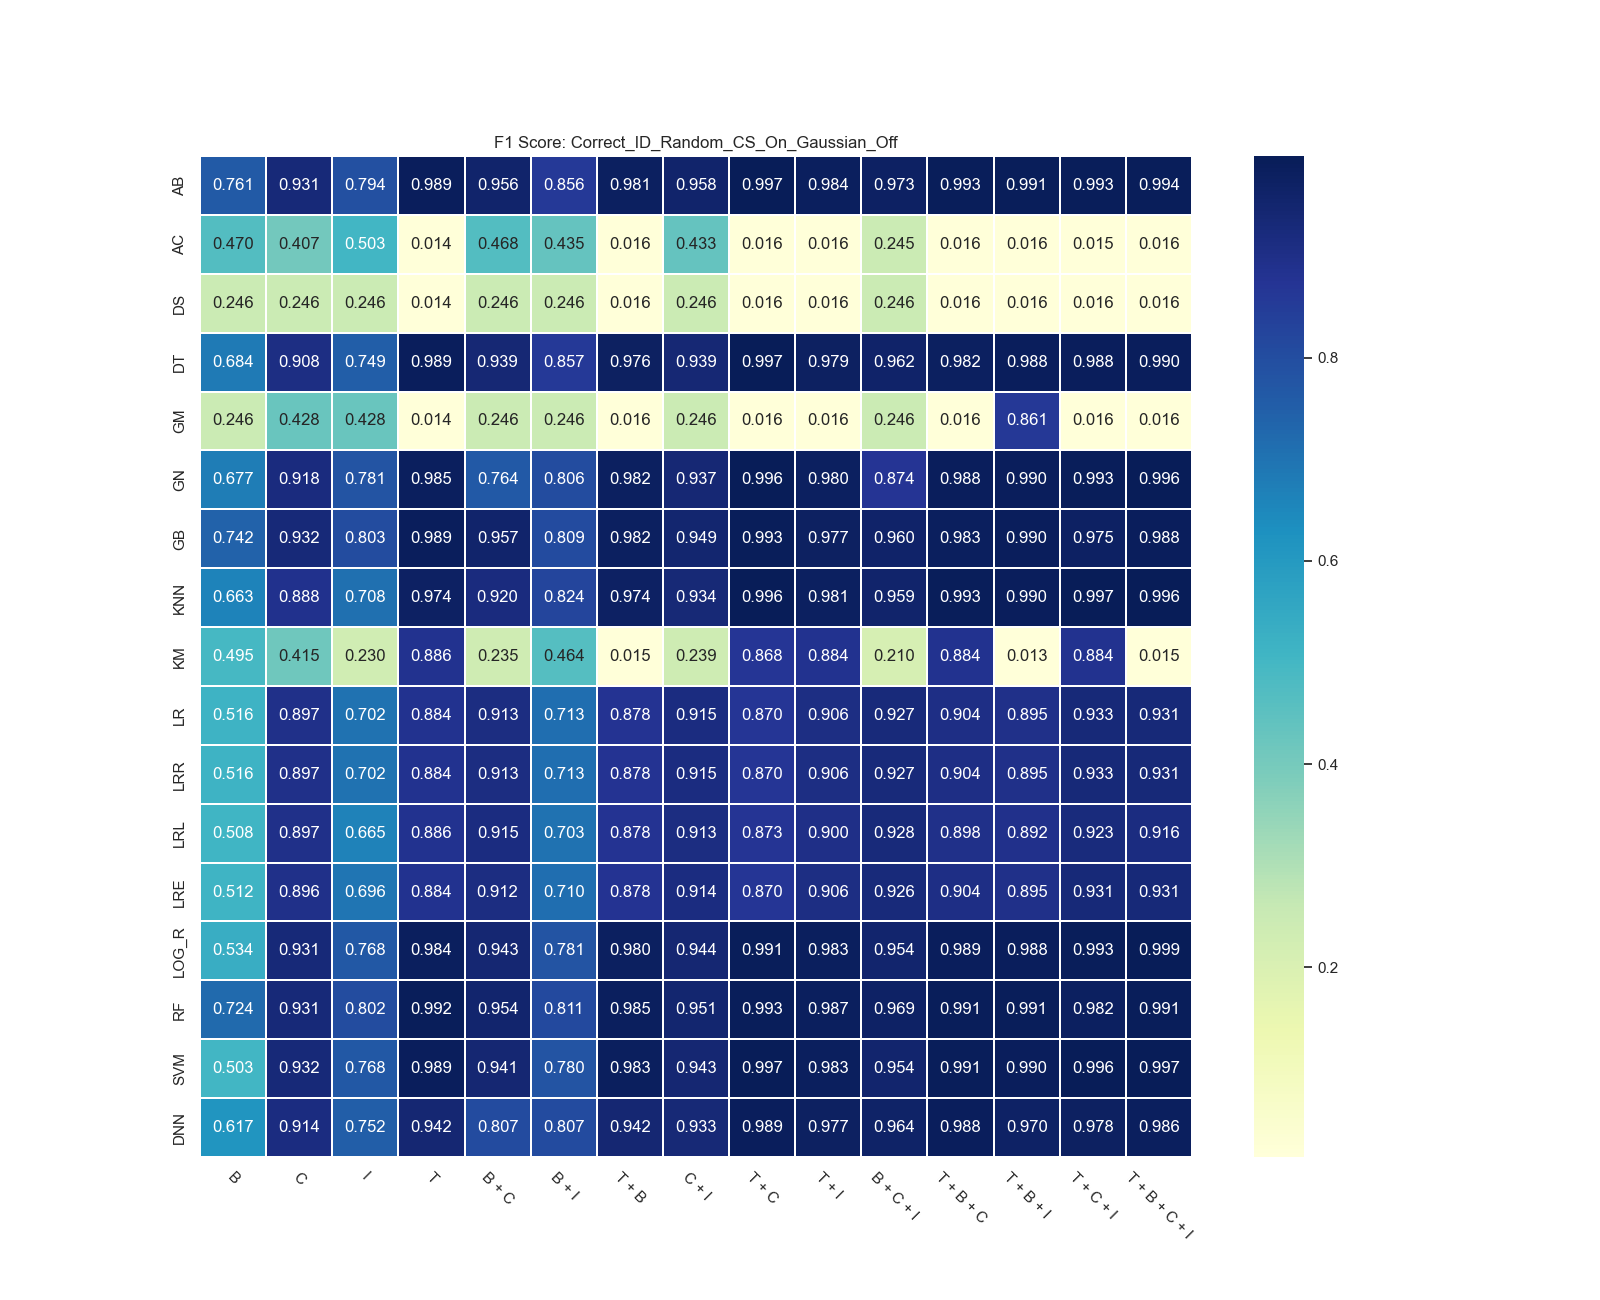 F1 Score: Correct_ID_Random_CS_On_Gaussian_Off
AB 0.761 0.931 0.794 0.989 0.956 0.856 0.981 0.958 0.997 0.984 0.973 0.993 0.991 0.993 0.994
AC 0.470 0.407 0.503 0.014 0.468 0.435 0.016 0.433 0.016 0.016 0.245 0.016 0.016 0.015 0.016
DS 0.246 0.246 0.246 0.014 0.246 0.246 0.016 0.246 0.016 0.016 0.246 0.016 0.016 0.016 0.016
DT 0.684 0.908 0.749 0.989 0.939 0.857 0.976 0.939 0.997 0.979 0.962 0.982 0.988 0.988 0.990
0.8
GM 0.246 0.428 0.428 0.014 0.246 0.246 0.016 0.246 0.016 0.016 0.246 0.016 0.861 0.016 0.016
GN 0.677 0.918 0.781 0.985 0.764 0.806 0.982 0.937 0.996 0.980 0.874 0.988 0.990 0.993 0.996
GB 0.742 0.932 0.803 0.989 0.957 0.809 0.982 0.949 0.993 0.977 0.960 0.983 0.990 0.975 0.988
0.6
KNN 0.663 0.888 0.708 0.974 0.920 0.824 0.974 0.934 0.996 0.981 0.959 0.993 0.990 0.997 0.996
KM 0.495 0.415 0.230 0.886 0.235 0.464 0.015 0.239 0.868 0.884 0.210 0.884 0.013 0.884 0.015
LR 0.516 0.897 0.702 0.884 0.913 0.713 0.878 0.915 0.870 0.906 0.927 0.904 0.895 0.933 0.931
0.4
LRR 0.516 0.897 0.702 0.884 0.913 0.713 0.878 0.915 0.870 0.906 0.927 0.904 0.895 0.933 0.931
LRL 0.508 0.897 0.665 0.886 0.915 0.703 0.878 0.913 0.873 0.900 0.928 0.898 0.892 0.923 0.916
LRE 0.512 0.896 0.696 0.884 0.912 0.710 0.878 0.914 0.870 0.906 0.926 0.904 0.895 0.931 0.931
LOG_R 0.534 0.931 0.768 0.984 0.943 0.781 0.980 0.944 0.991 0.983 0.954 0.989 0.988 0.993 0.999
0.2
RF 0.724 0.931 0.802 0.992 0.954 0.811 0.985 0.951 0.993 0.987 0.969 0.991 0.991 0.982 0.991
SVM 0.503 0.932 0.768 0.989 0.941 0.780 0.983 0.943 0.997 0.983 0.954 0.991 0.990 0.996 0.997
DNN 0.617 0.914 0.752 0.942 0.807 0.807 0.942 0.933 0.989 0.977 0.964 0.988 0.970 0.978 0.986
B C I T B + C B + I T + B C + I T + C T + I B + C + I T + B + C T + B + I T + C + I T + B + C + I